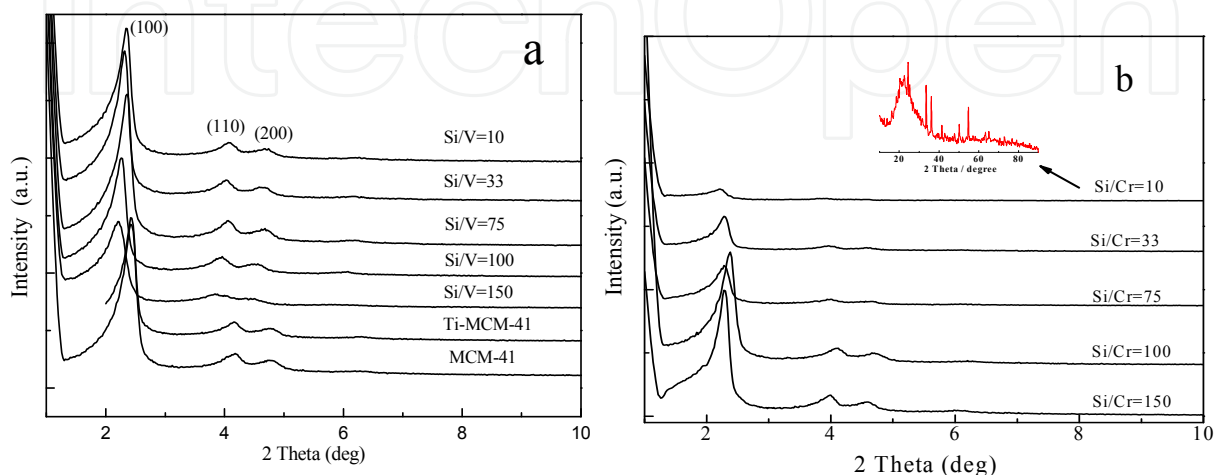 IntechOpen
a
(100)
(110)
(200)
Si/V=10
Si/V=33
Si/V=75
Si/V=100
Si/V=150
Ti-MCM-41
MCM-41
Intensity (a.u.)
2 4 6 8 10
2 Theta (deg)
b
20 40 60 80
2 Theta / degree
Si/Cr=10
Si/Cr=33
Si/Cr=75
Si/Cr=100
Si/Cr=150
Intensity (a.u.)
2 4 6 8 10
2 Theta (deg)